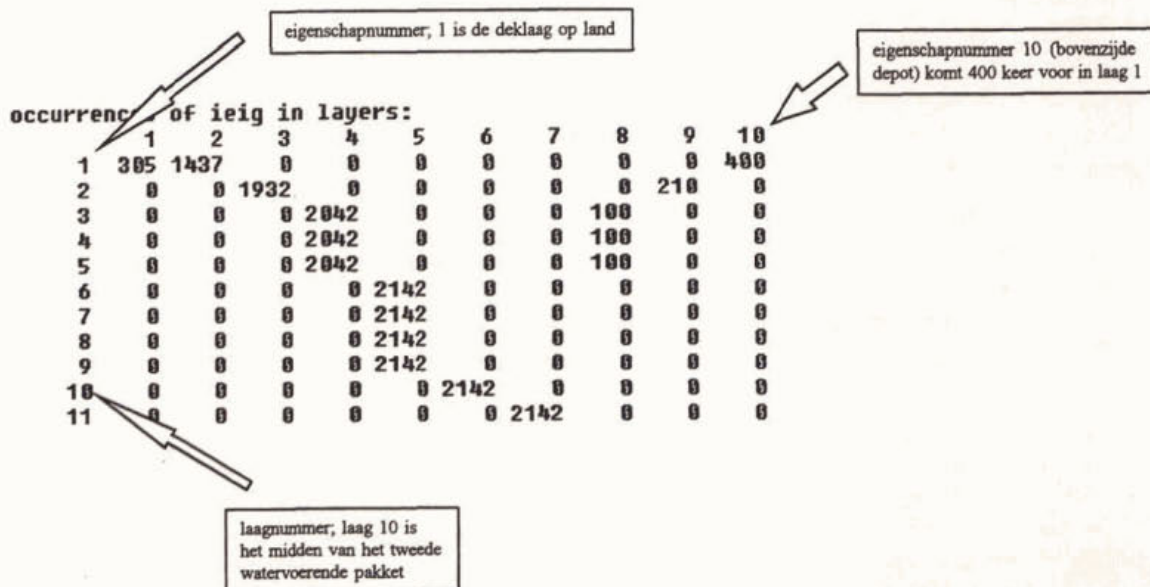 eigenschapnummer; 1 is de deklaag op land
eigenschapnummer 10 (bovenzijde
depot) komt 400 keer voor in laag 1
occurrence of ieig in layers:
1 2 3 4 5 6 7 8 9 10
1 305 1437 0 0 0 0 0 0 0 400
2 0 0 1932 0 0 0 0 0 210 0
3 0 0 0 2042 0 0 0 100 0 0
4 0 0 0 2042 0 0 0 100 0 0
5 0 0 0 2042 0 0 0 100 0 0
6 0 0 0 0 2142 0 0 0 0 0
7 0 0 0 0 2142 0 0 0 0 0
8 0 0 0 0 2142 0 0 0 0 0
9 0 0 0 0 2142 0 0 0 0 0
10 0 0 0 0 0 2142 0 0 0 0
11 0 0 0 0 0 0 2142 0 0 0
laagnummer; laag 10 is
het midden van het tweede
watervoerende pakket